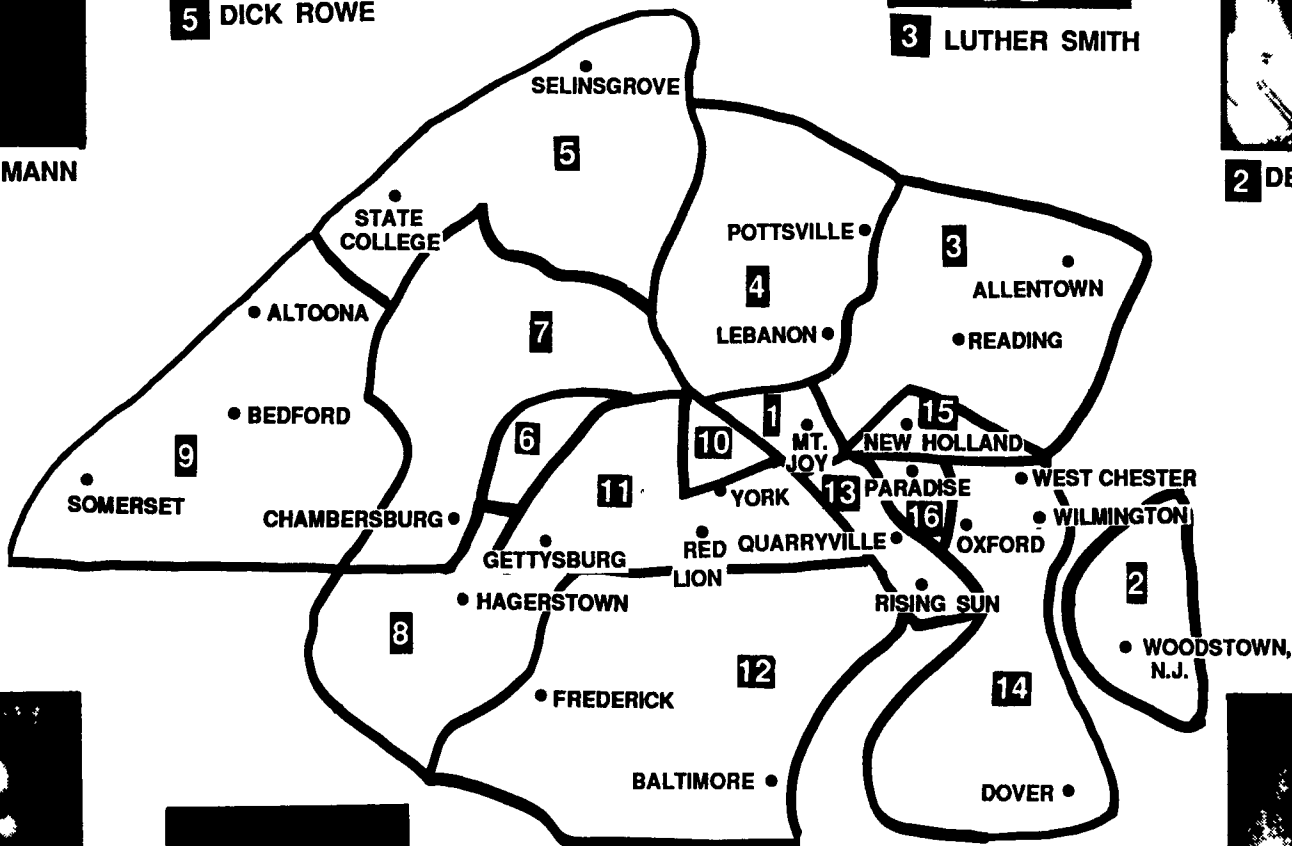 5 DICK ROWE
3 LUTHER SMITH
MANN
2 DE
SELINSGROVE
5
STATE
COLLEGE
POTTSVILLE
3
ALLENTOWN
4
ALTOONA
7
LEBANON
READING
BEDFORD
9
6
10
1
MT.
JOY
15
NEW HOLLAND
SOMERSET
11
YORK
13
PARADISE
WEST CHESTER
CHAMBERSBURG
16
WILMINGTON
GETTYSBURG
RED
LION
QUARRYVILLE
OXFORD
HAGERSTOWN
RISING SUN
2
8
WOODSTOWN,
N.J.
12
14
FREDERICK
BALTIMORE
DOVER